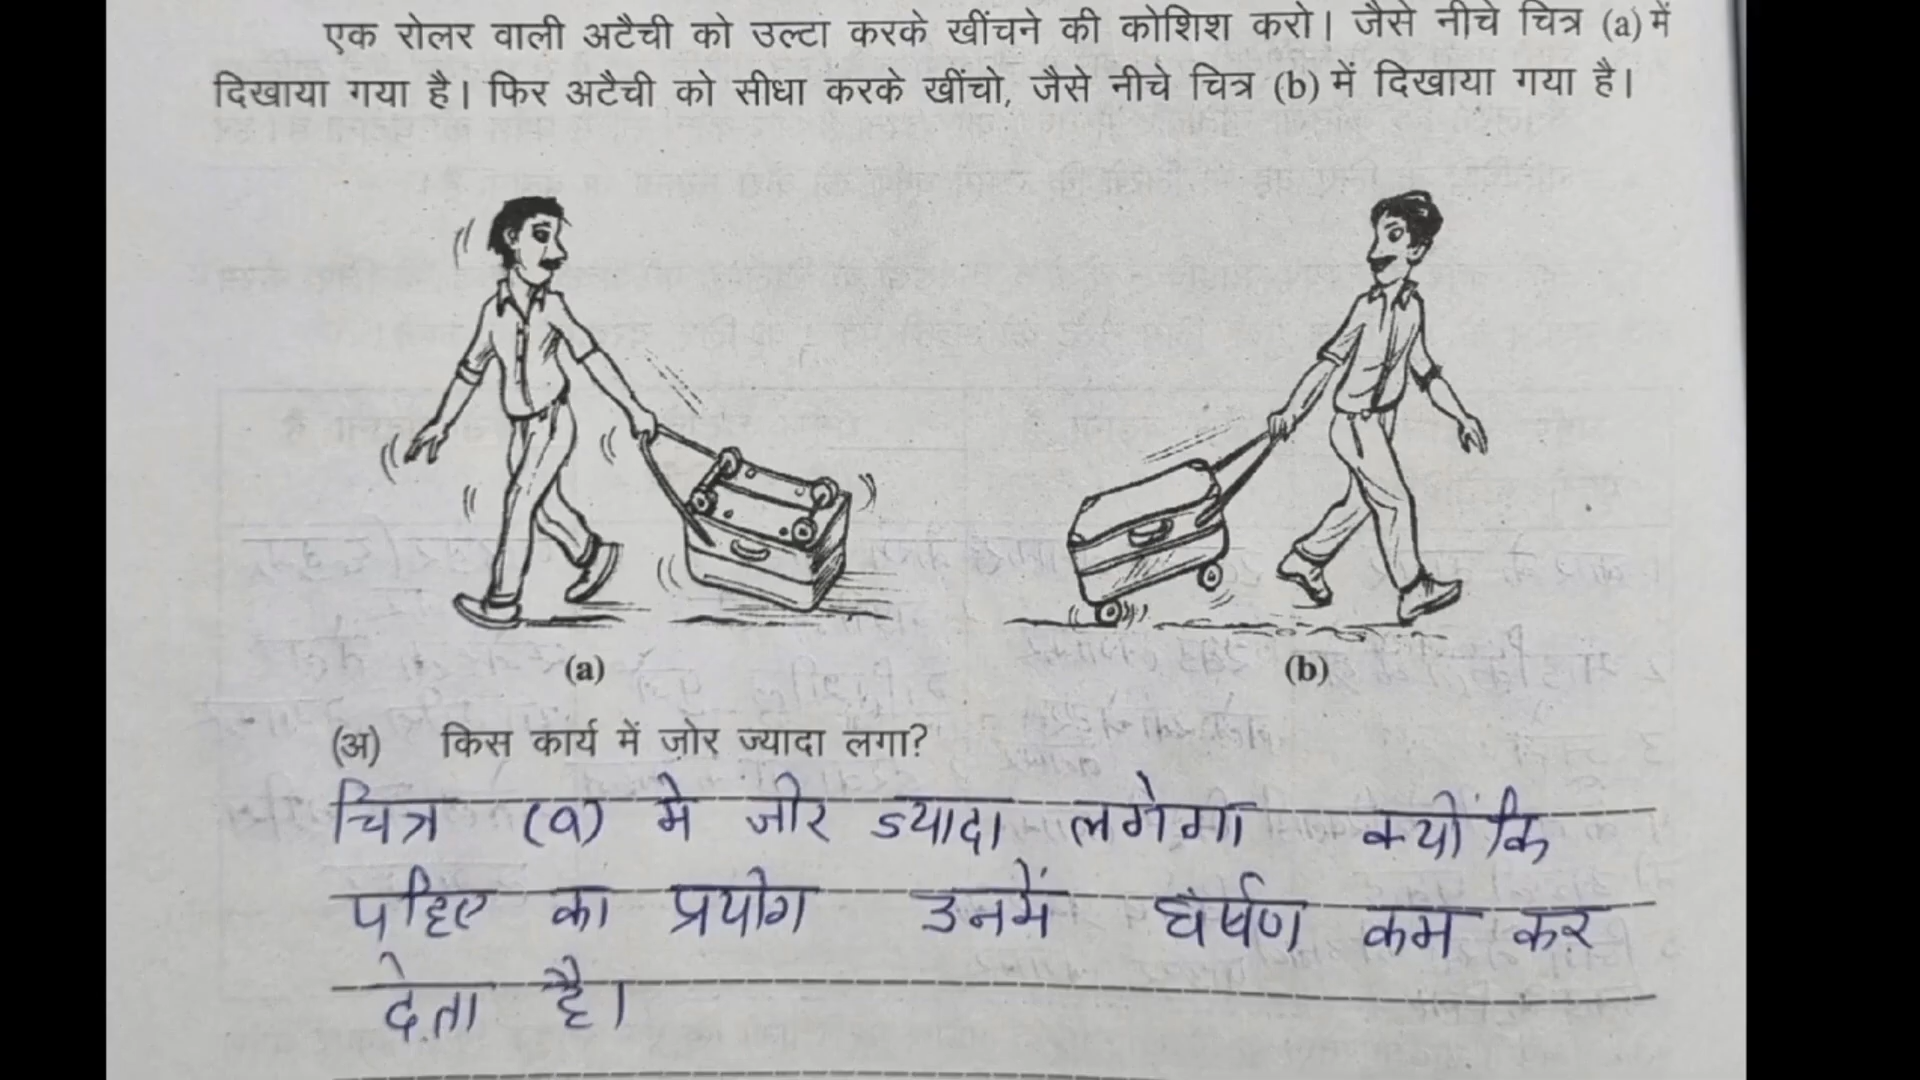 एक रोलर वाली अटैची को उल्टा करके खींचने की कोशिश करो। जैसे नीचे चित्र (a) में
दिखाया गया है। फिर अटैची को सीधा करके खींचो, जैसे नीचे चित्र (b) में दिखाया गया है।
(a)
(b)
(अ) किस कार्य में ज़ोर ज्यादा लगा?
चित्र (a) मे जोर ज्यादा लगेगा क्योंकि
पहिए का प्रयोग उनमें घर्षण कम कर
देता है।